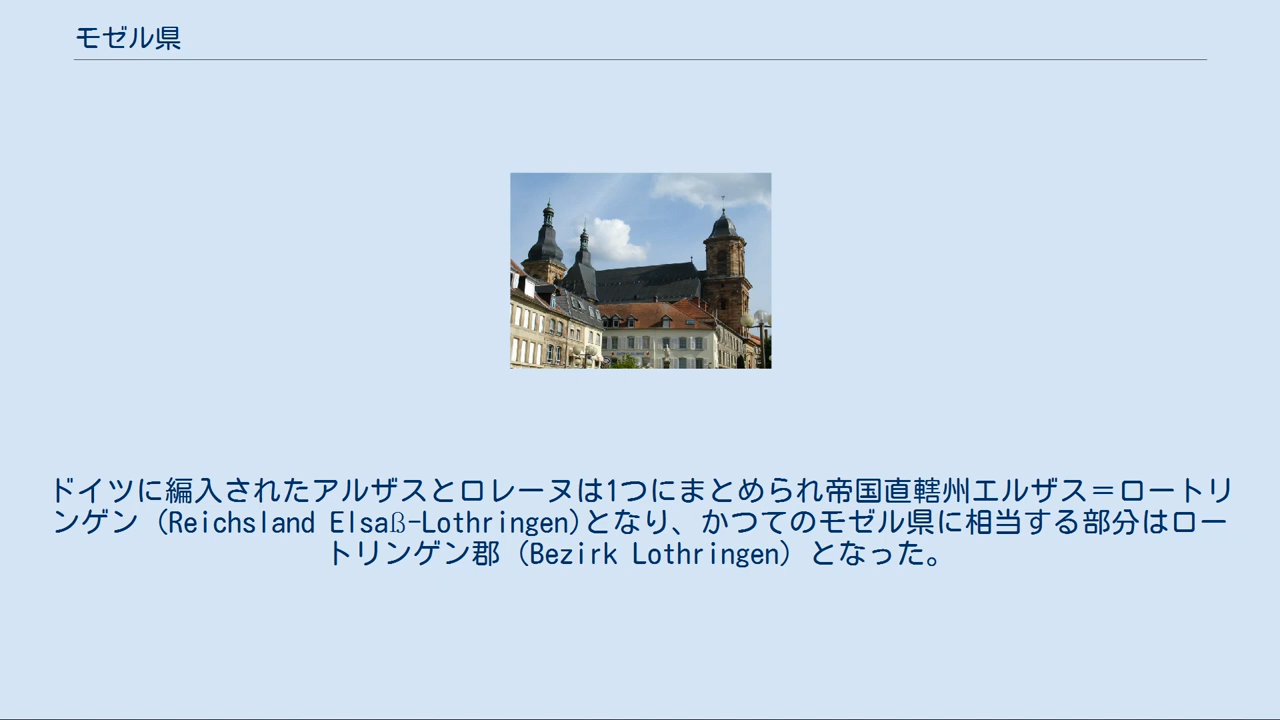 モゼル県
ドイツに編入されたアルザスとロレーヌは1つにまとめられ帝国直轄州エルザス＝ロートリ
ンゲン（Reichsland Elsaß-Lothringen)となり、かつてのモゼル県に相当する部分はロー
トリンゲン郡（Bezirk Lothringen）となった。